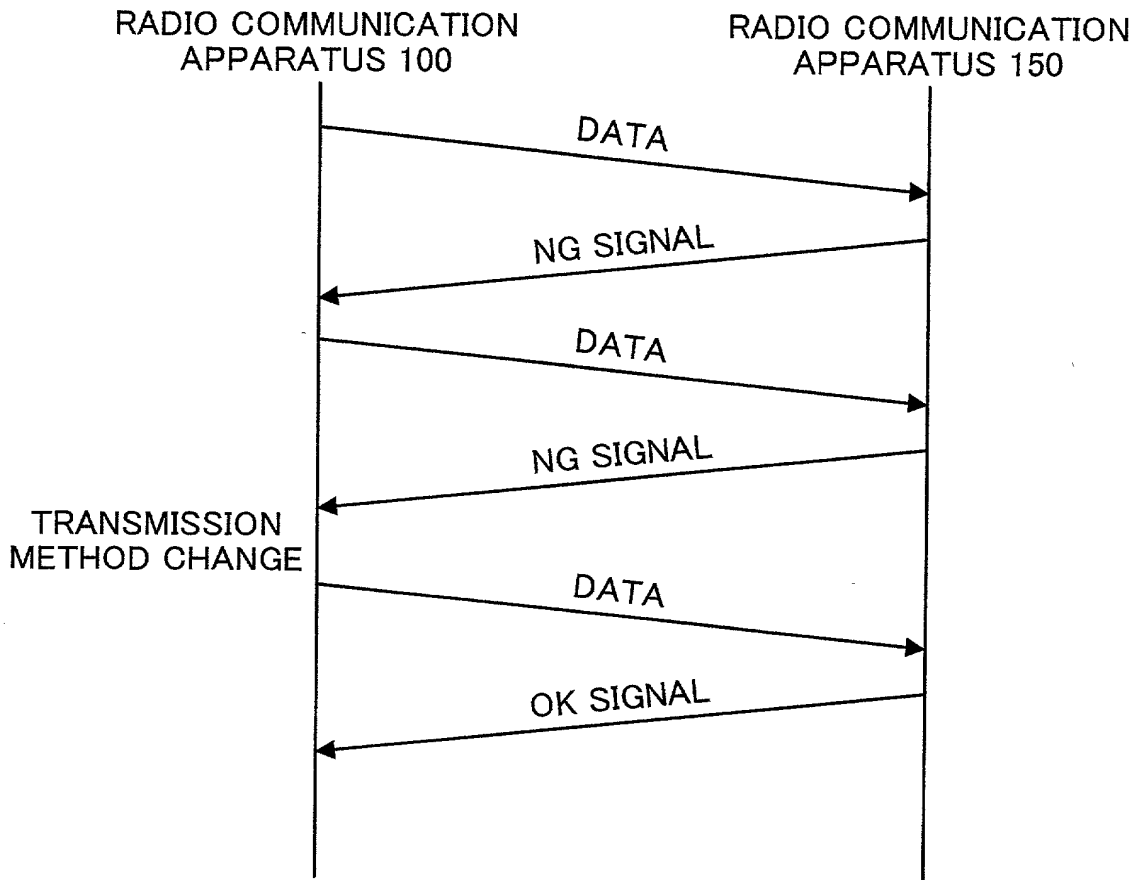 RADIO COMMUNICATION
APPARATUS 100
RADIO COMMUNICATION
APPARATUS 150
DATA
NG SIGNAL
DATA
NG SIGNAL
TRANSMISSION
METHOD CHANGE
DATA
OK SIGNAL